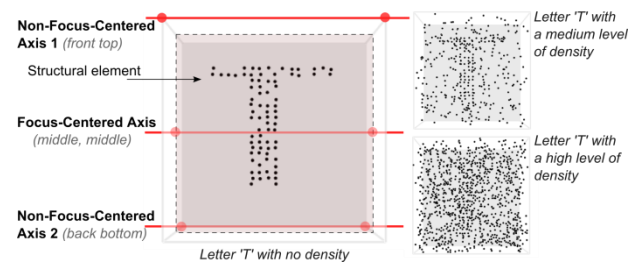 Non-Focus-Centered
Axis 1 (front top)
Structural element
Focus-Centered Axis
(middle, middle)
Non-Focus-Centered
Axis 2 (back bottom)
Letter 'T' with no density
Letter 'T' with
a medium level
of density
Letter 'T' with
a high level of
density